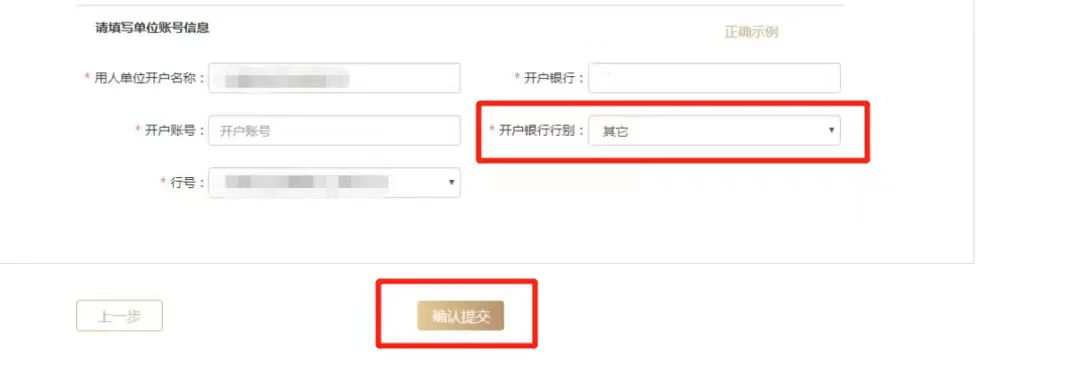 请填写单位账号信息
正确示例
* 用人单位开户名称：
* 开户银行：
* 开户账号： 开户账号
* 开户银行行别： 其它
* 行号：
上一步
确认提交